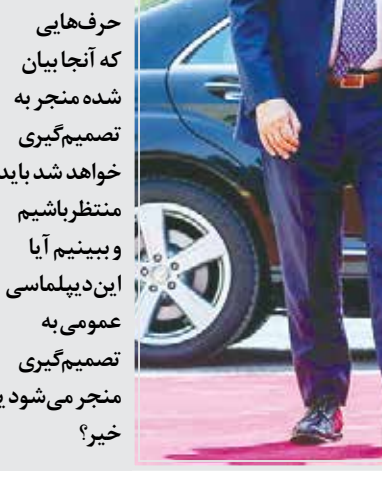 حرف‌هایی
که آنجا بیان
شده منجر به
تصمیم‌گیری
خواهد شد باید
منتظر باشیم
و ببینیم آیا
این دیپلماسی
عمومی به
تصمیم‌گیری
منجر می‌شود یا
خیر؟